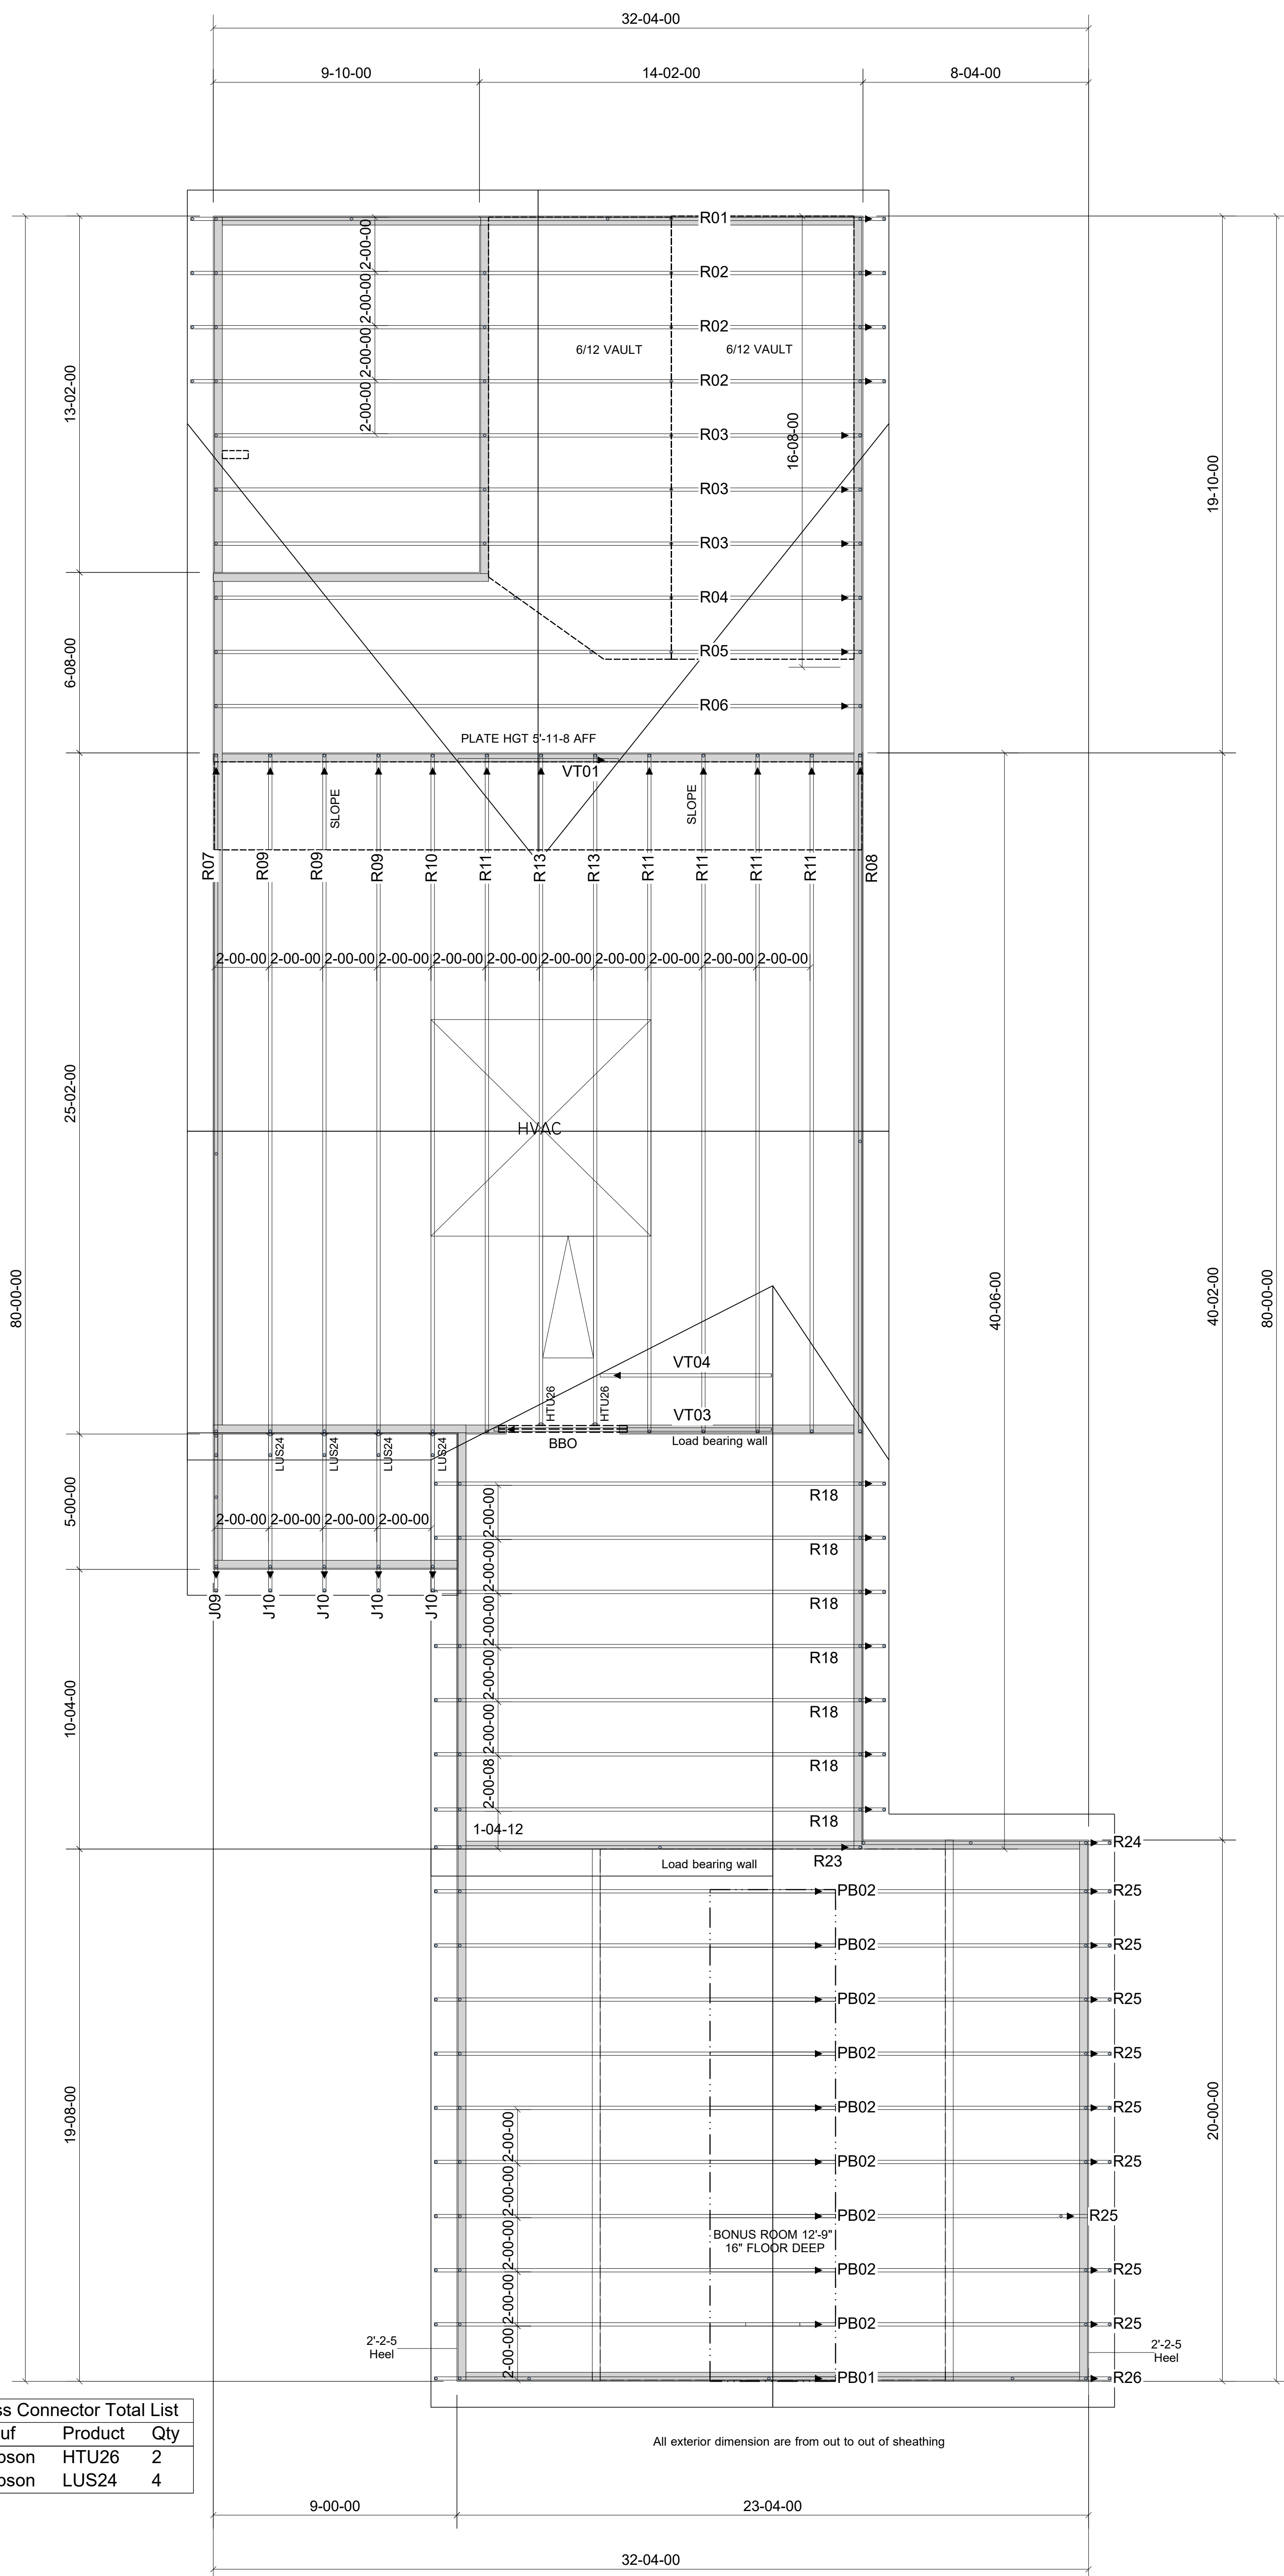 32-04-00
9-10-00 14-02-00 8-04-00
R01
2-00-00
R02
2-00-00
R02
6/12 VAULT 6/12 VAULT
2-00-00
R02
13-02-00
2-00-00
R03
16-08-00
19-10-00
R03
R03
R04
6-08-00
R05
R06
PLATE HGT 5'-11-8 AFF
VT01
SLOPE SLOPE
R07 R09 R09 R09 R10 R11 R13 R13 R11 R11 R11 R11 R08
2-00-00 2-00-00 2-00-00 2-00-00 2-00-00 2-00-00 2-00-00 2-00-00 2-00-00 2-00-00 2-00-00
25-02-00
HVAC
80-00-00 40-06-00 40-02-00 80-00-00
VT04
HTU26 HTU26
VT03
BBO Load bearing wall
LUS24 LUS24 LUS24 LUS24
R18
5-00-00
2-00-00 2-00-00 2-00-00 2-00-00
2-00-00
R18
2-00-00
J09 J10 J10 J10 J10
R18
2-00-00
R18
2-00-00
10-04-00
R18
2-00-00
R18
2-00-08
R18
1-04-12
R24
R23
Load bearing wall
PB02 R25
PB02 R25
PB02 R25
PB02 R25
PB02 R25
19-08-00
20-00-00
2-00-00
PB02 R25
2-00-00
PB02 R25
2-00-00
BONUS ROOM 12'-9"
16" FLOOR DEEP
PB02 R25
2-00-00
PB02 R25
2'-2-5
Heel
2-00-00
2'-2-5
Heel
PB01 R26
ss Connector Total List
uf Product Qty
pson HTU26 2
pson LUS24 4
All exterior dimension are from out to out of sheathing
9-00-00 23-04-00
32-04-00